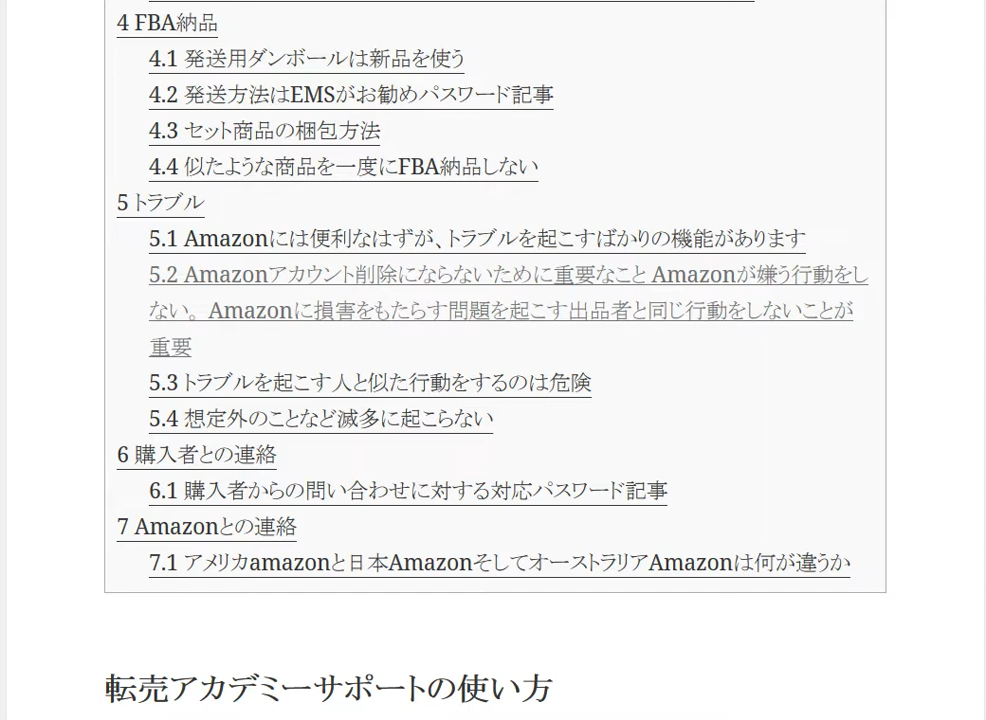 4 FBA納品
4.1 発送用ダンボールは新品を使う
4.2 発送方法はEMSがお勧めパスワード記事
4.3 セット商品の梱包方法
4.4 似たような商品を一度にFBA納品しない
5 トラブル
5.1 Amazonには便利なはずが、トラブルを起こすばかりの機能があります
5.2 Amazonアカウント削除にならないために重要なこと Amazonが嫌う行動をし
ない。Amazonに損害をもたらす問題を起こす出品者と同じ行動をしないことが
重要
5.3 トラブルを起こす人と似た行動をするのは危険
5.4 想定外のことなど滅多に起こらない
6 購入者との連絡
6.1 購入者からの問い合わせに対する対応パスワード記事
7 Amazonとの連絡
7.1 アメリカamazonと日本AmazonそしてオーストラリアAmazonは何が違うか
転売アカデミーサポートの使い方